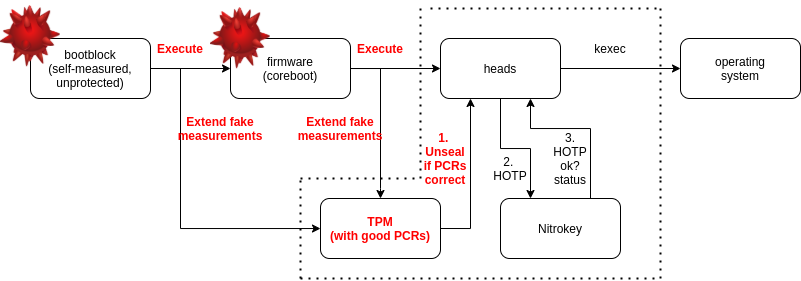 Execute
Execute
bootblock
(self-measured,
unprotected)
firmware
(coreboot)
heads
kexec
operating
system
Extend fake
measurements
Extend fake
measurements
1.
Unseal
if PCRs
correct
2.
HOTP
3.
HOTP
ok?
status
TPM
(with good PCRs)
Nitrokey